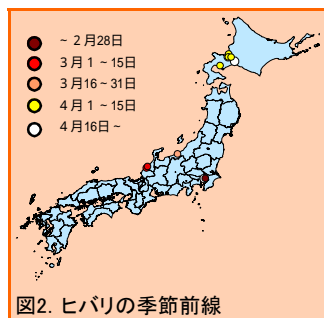 ~２月28日
３月１~15日
３月16~31日
４月１~15日
４月16日~
図2. ヒバリの季節前線